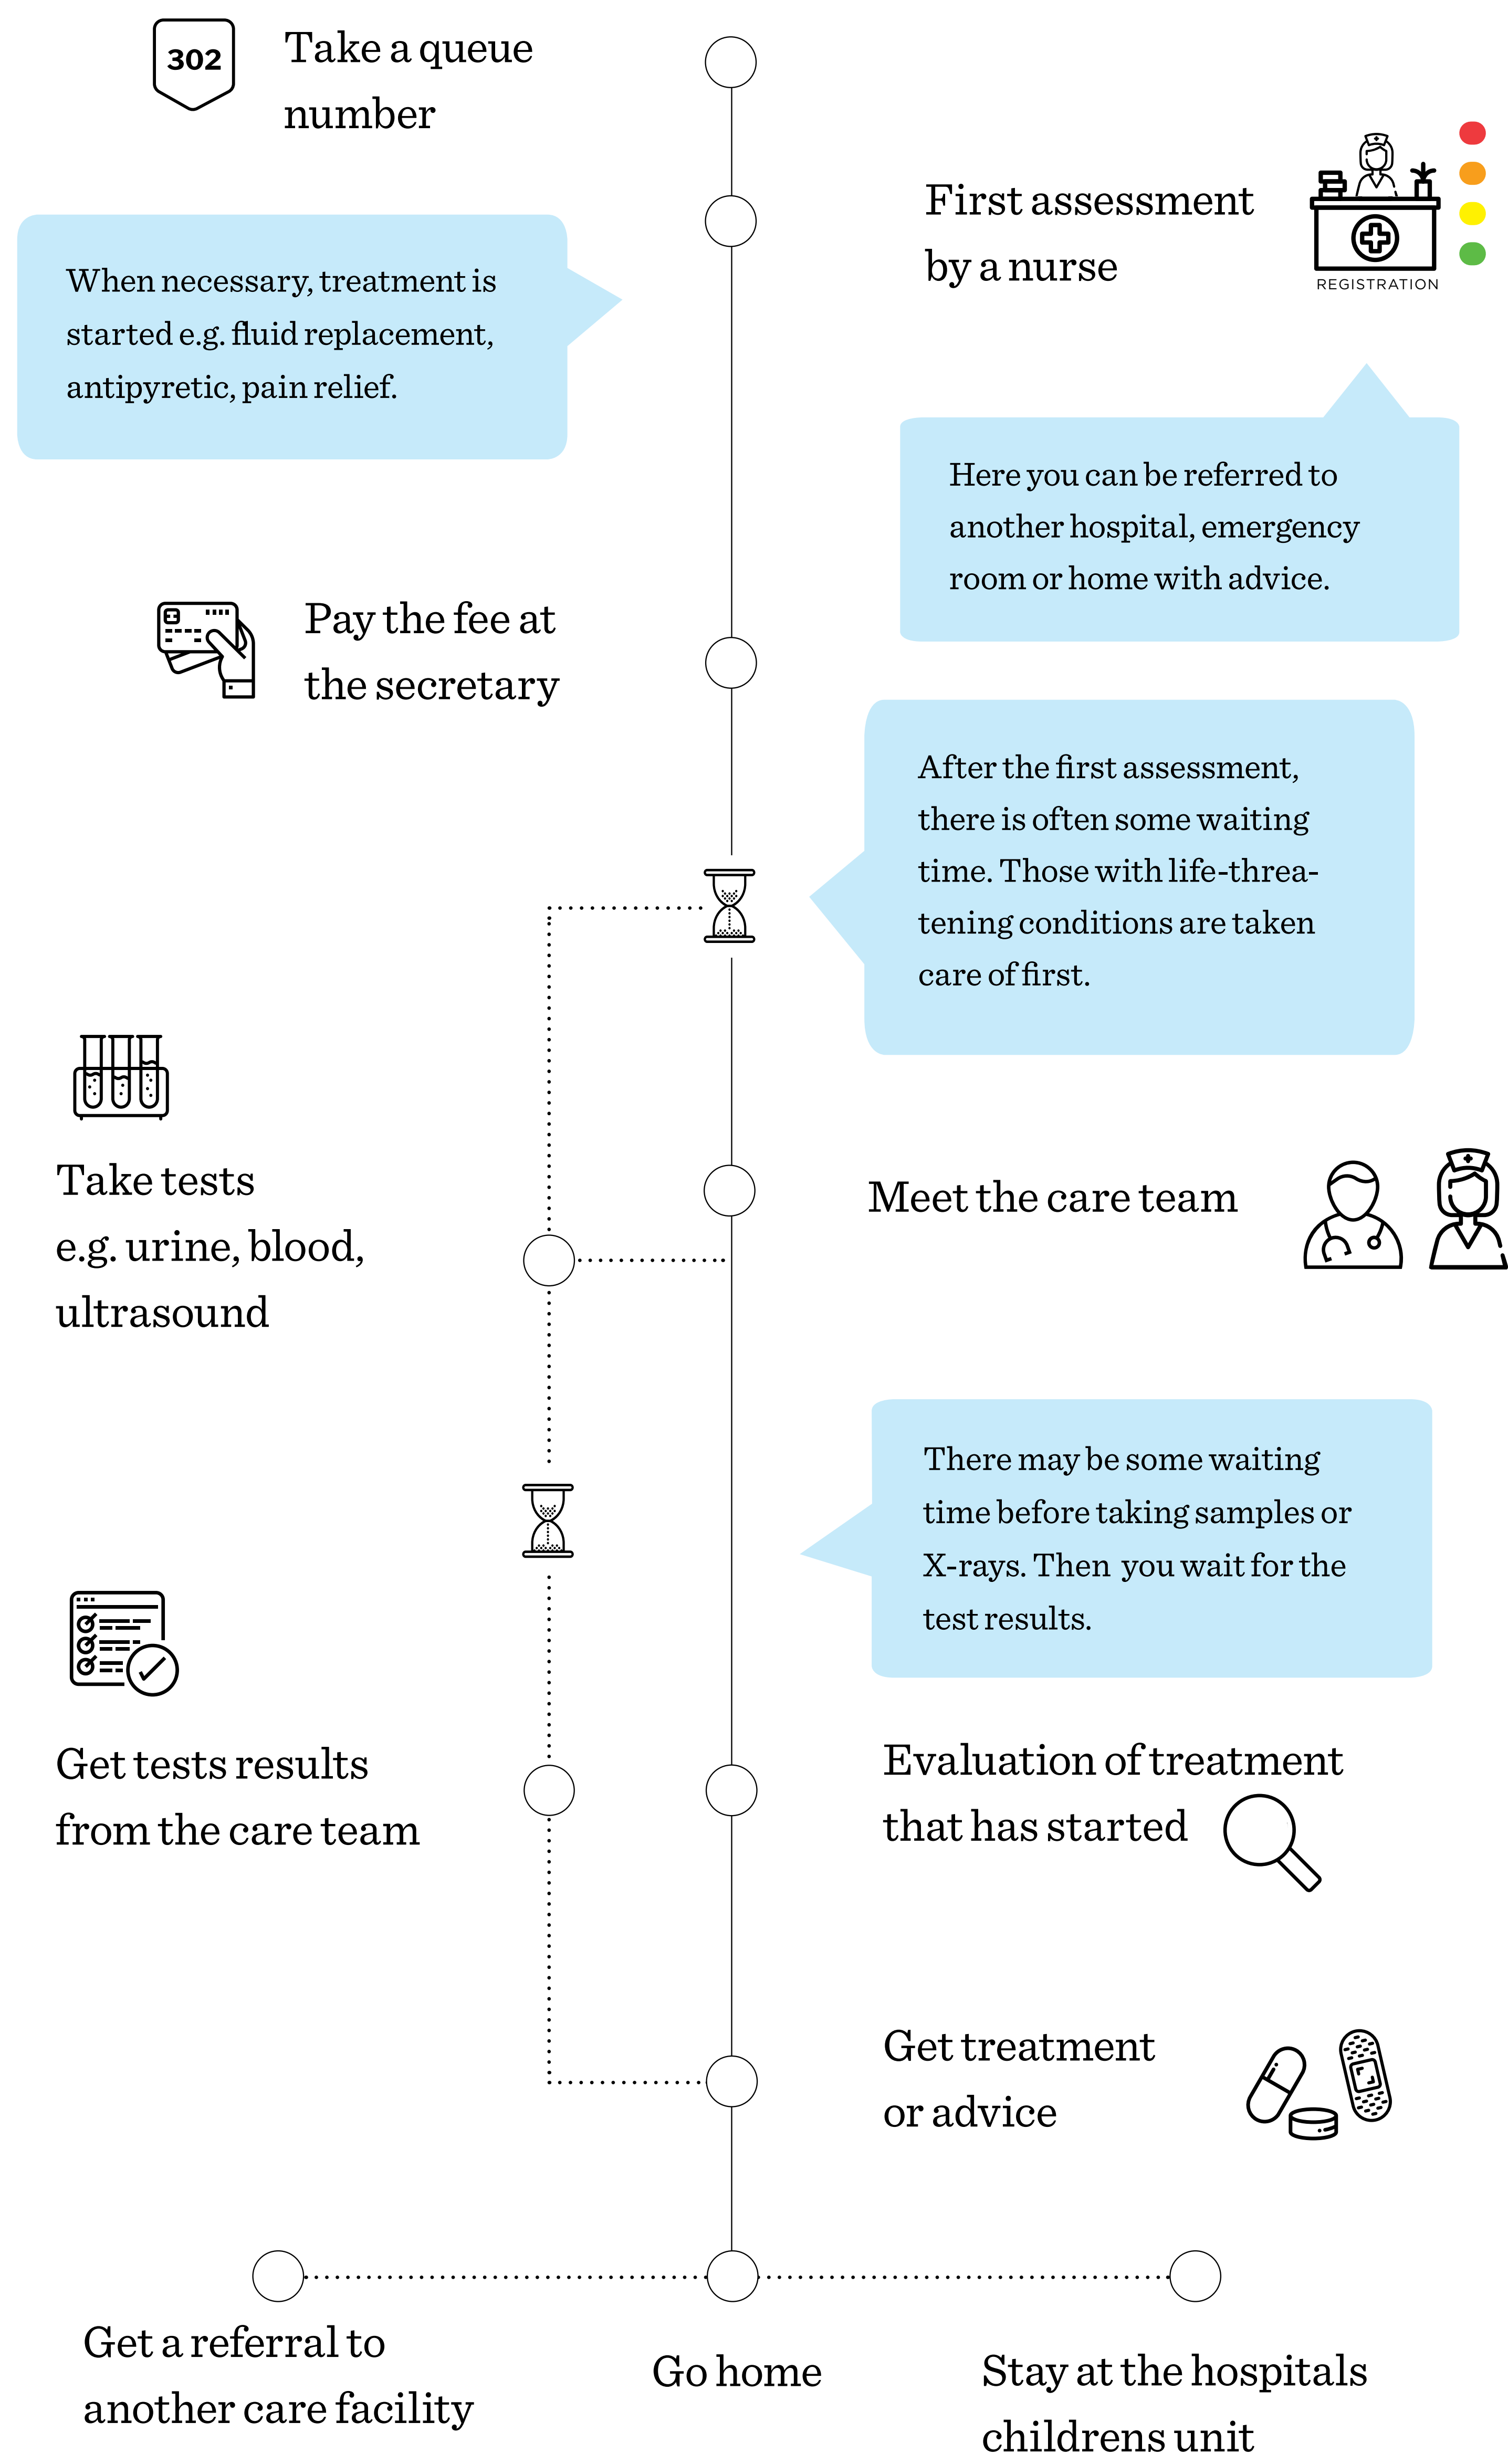 302
Take a queue
number
First assessment
by a nurse
REGISTRATION
When necessary, treatment is
started e.g. fluid replacement,
antipyretic, pain relief.
Here you can be referred to
another hospital, emergency
room or home with advice.
Pay the fee at
the secretary
After the first assessment,
there is often some waiting
time. Those with life-threa-
tening conditions are taken
care of first.
Take tests
e.g. urine, blood,
ultrasound
Meet the care team
There may be some waiting
time before taking samples or
X-rays. Then you wait for the
test results.
Get tests results
from the care team
Evaluation of treatment
that has started
Get treatment
or advice
Get a referral to
another care facility
Go home
Stay at the hospitals
childrens unit